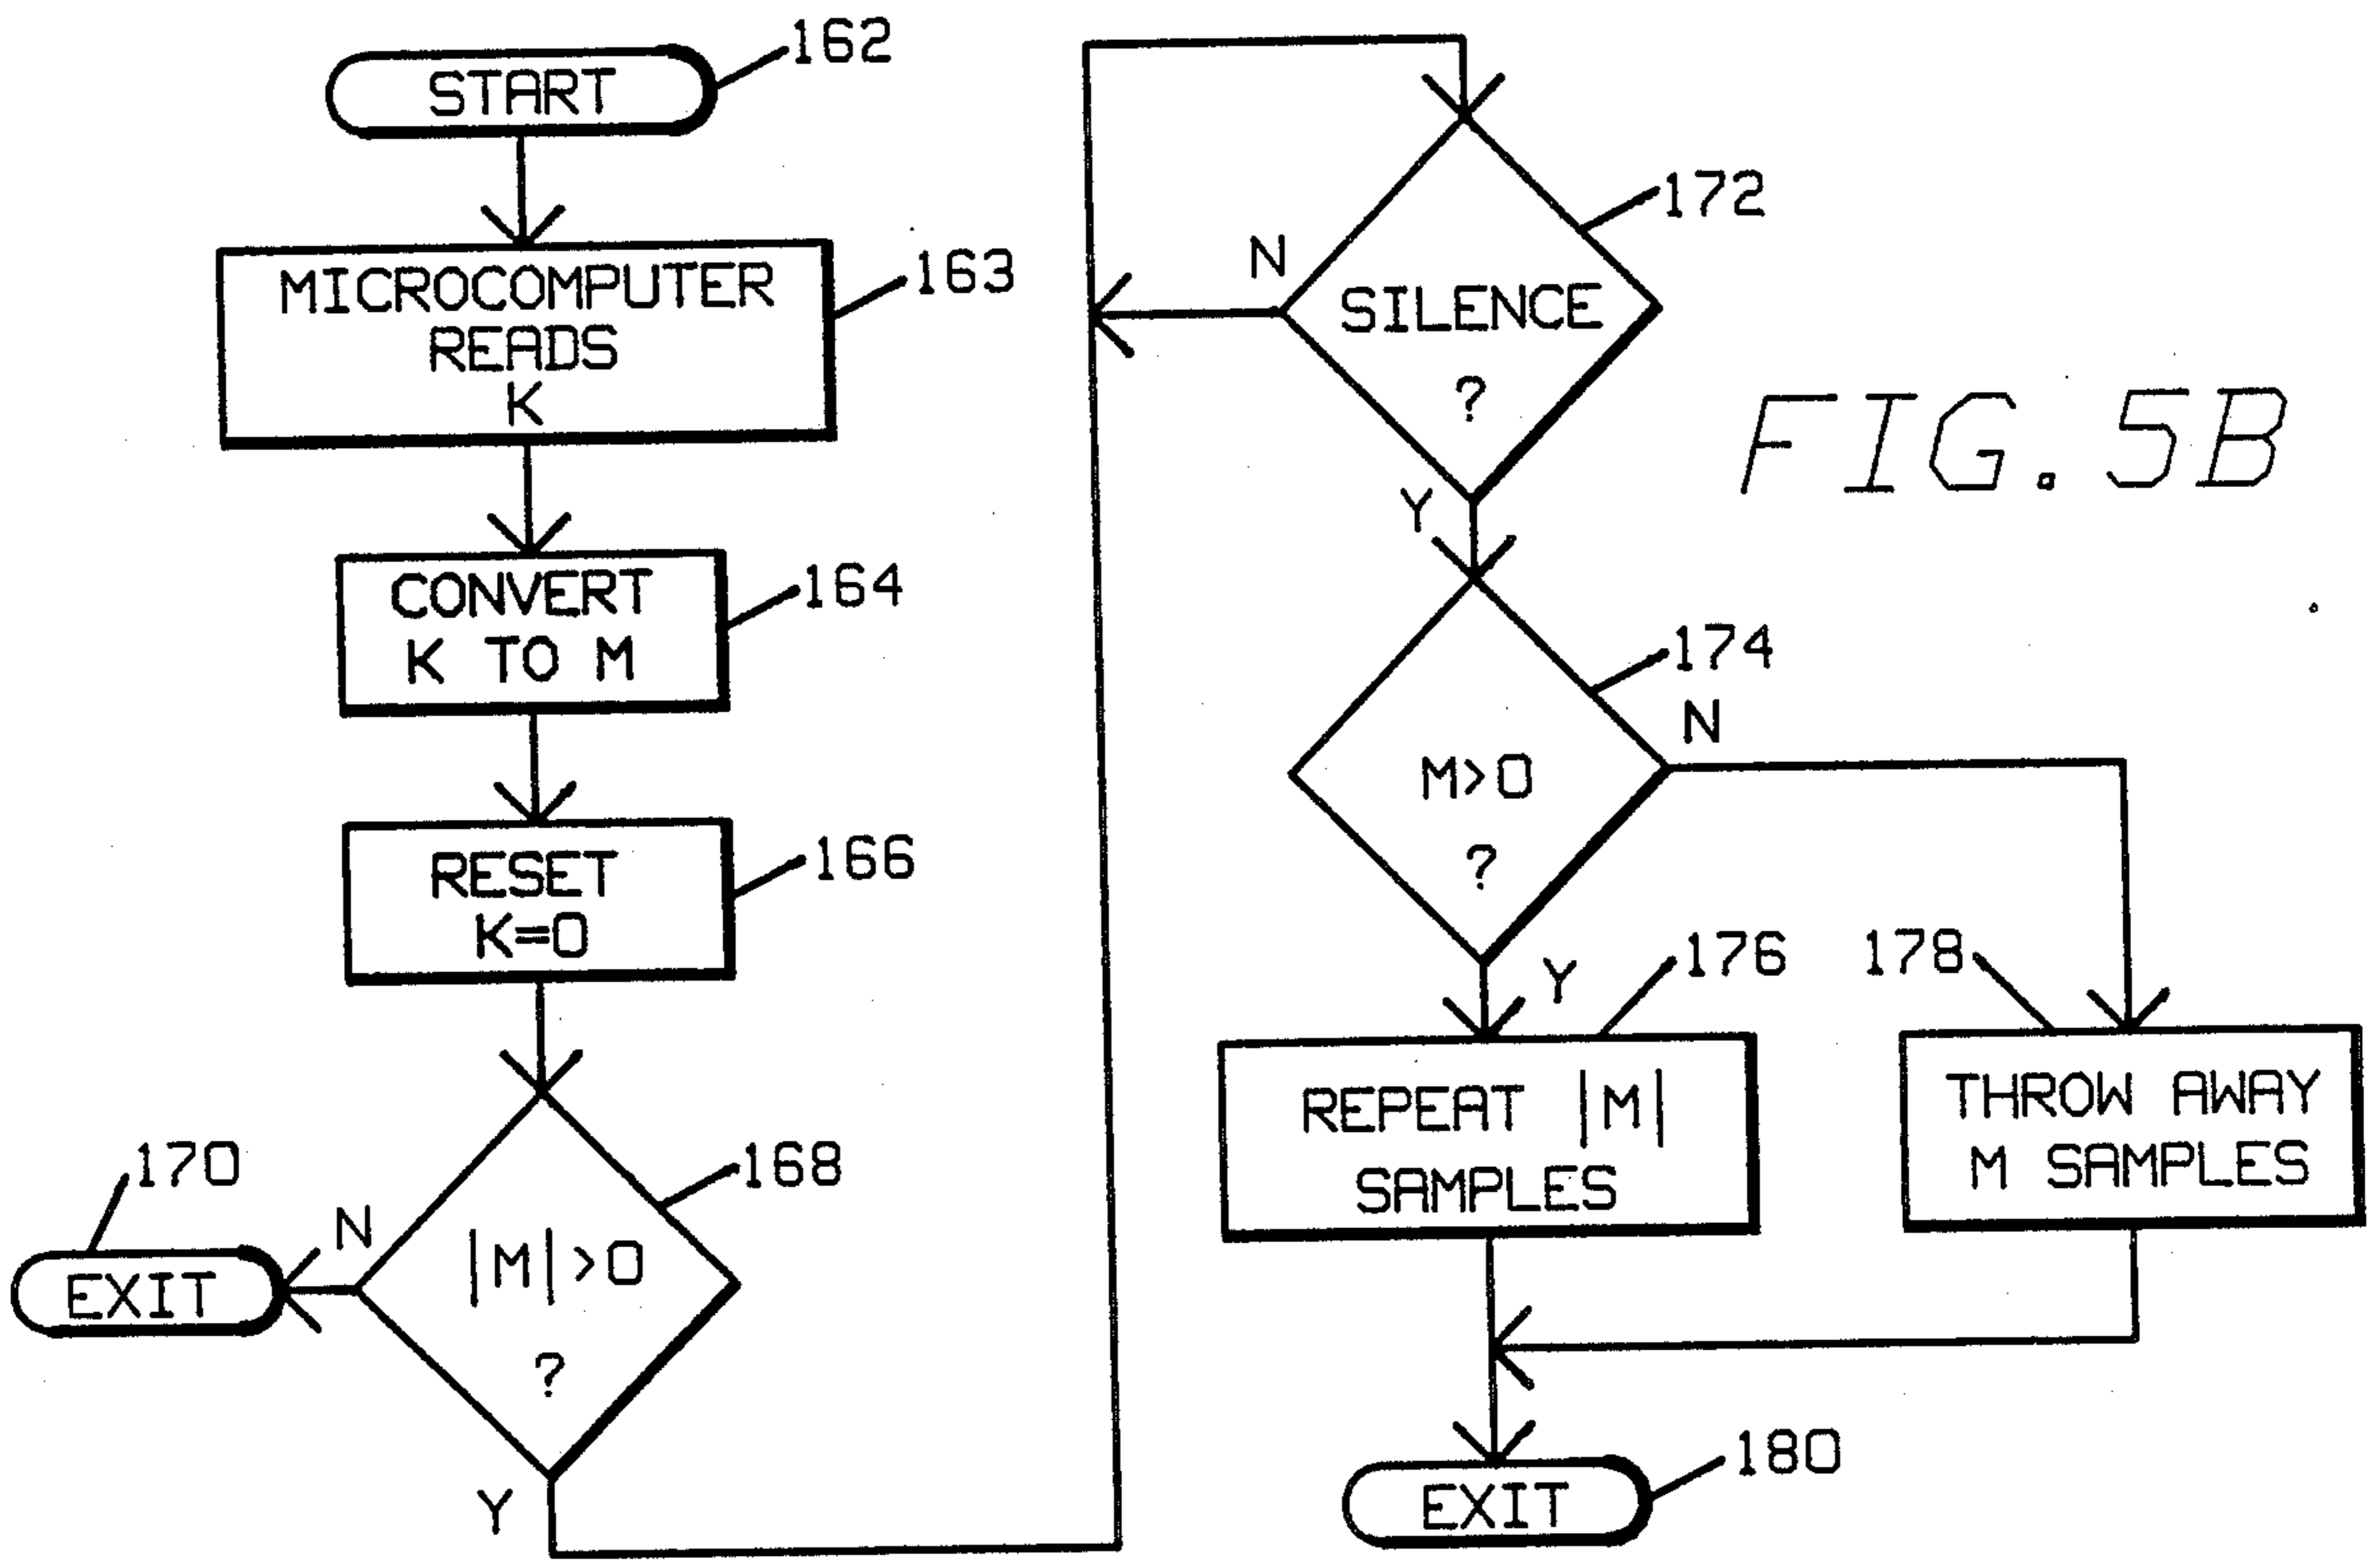 START
162
MICROCOMPUTER
READS
K
163
CONVERT
K TO M
164
RESET
K=0
166
|M|>0
?
168
N
170
EXIT
Y
SILENCE
?
172
N
Y
FIG. 5B
M>0
?
174
N
Y
176
REPEAT |M|
SAMPLES
178
THROW AWAY
M SAMPLES
EXIT
180